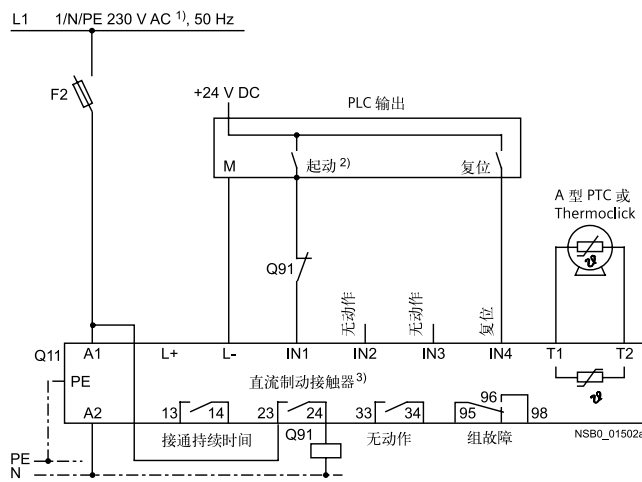 L1 1/N/PE 230 V AC 1), 50 Hz
F2
+24 V DC
PLC 输出
M
起动 2)
复位
A 型 PTC 或
Thermoclick
ϑ
Q91
无动作
无动作
复位
Q11
A1 L+ L- IN1 IN2 IN3 IN4 T1 T2
PE
直流制动接触器3)
ϑ
A2
13 14 23 24 33 34 95 96 98
接通持续时间
Q91
无动作
组故障
NSB0_01502a
PE
N